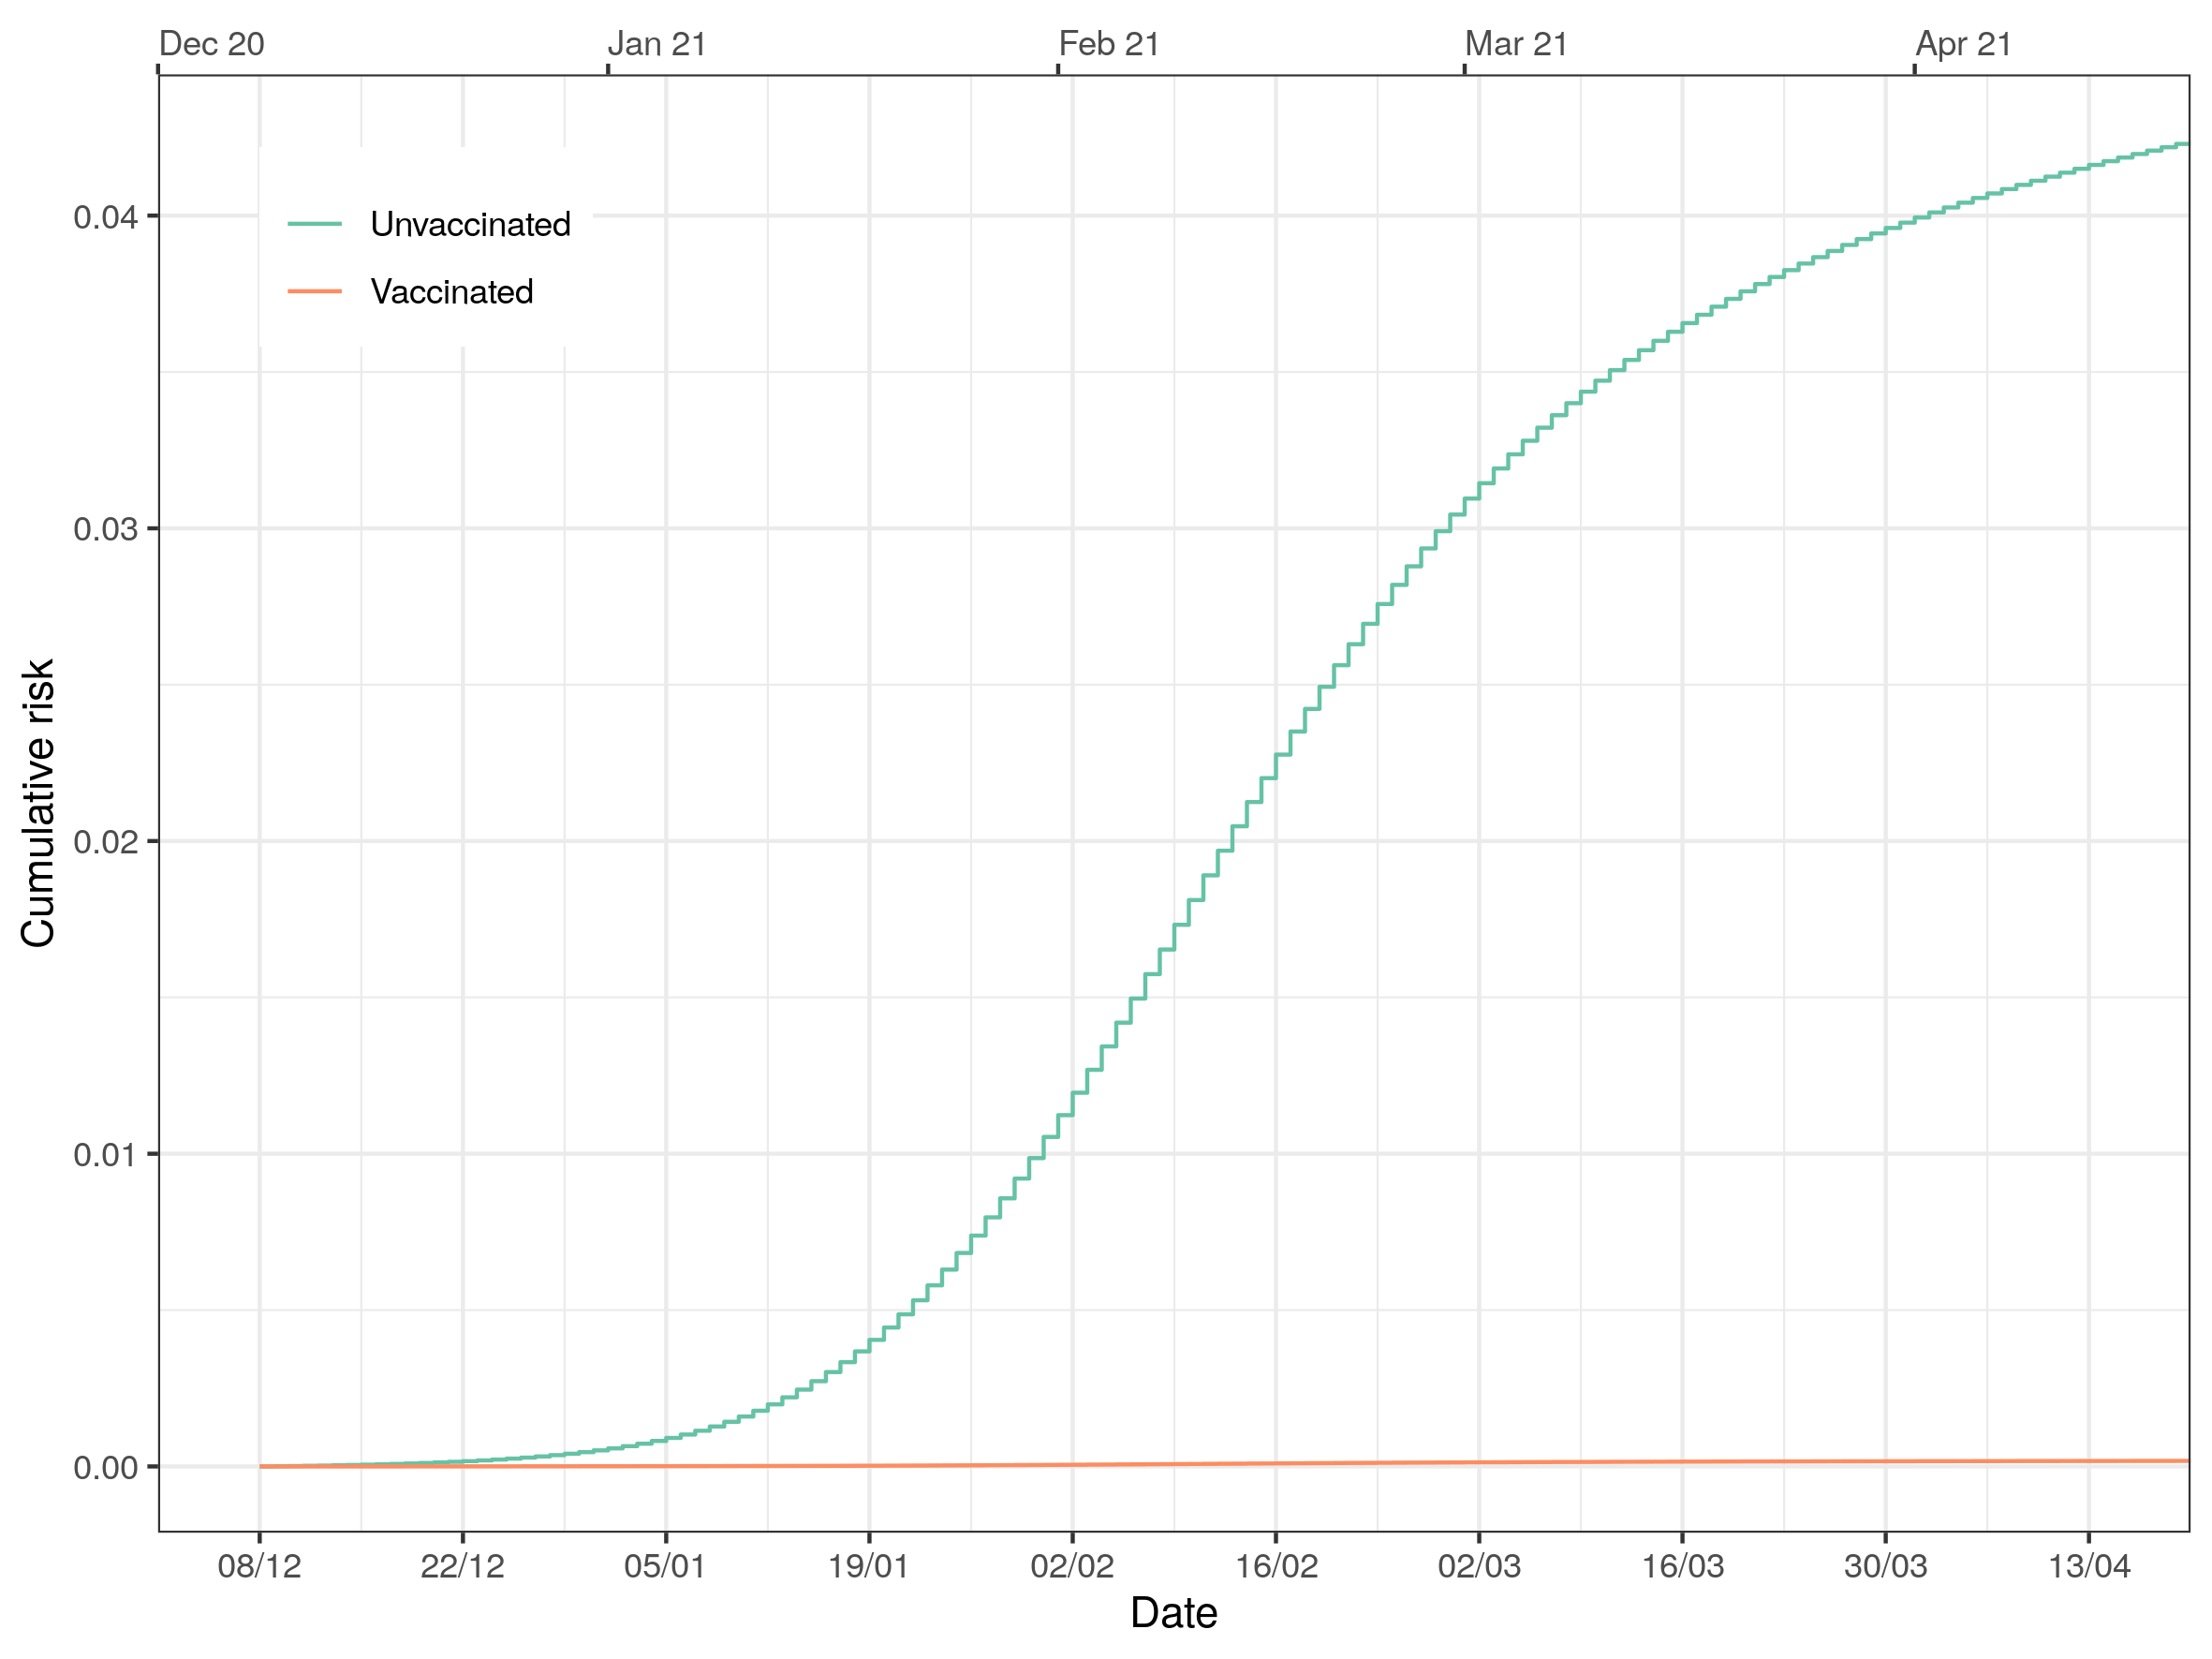 Dec 20 Jan 21 Feb 21 Mar 21 Apr 21
Unvaccinated
Vaccinated
0.04
0.03
0.02
0.01
0.00
Cumulative risk
08/12 22/12 05/01 19/01 02/02 16/02 02/03 16/03 30/03 13/04
Date